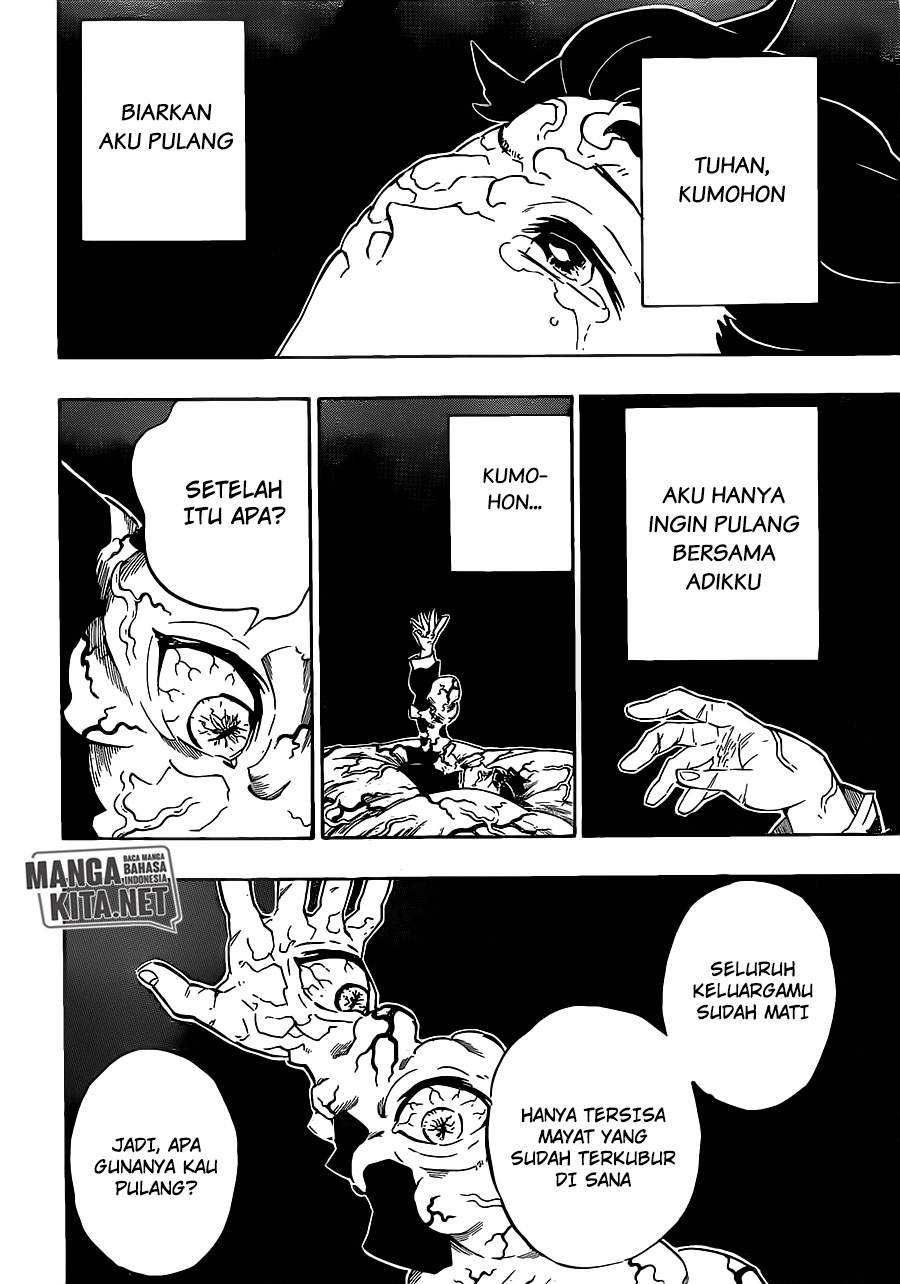 TUHAN,
KUMOHON
BIARKAN
AKU PULANG
AKU HANYA
INGIN PULANG
BERSAMA
ADIKKU
KUMO-
HON...
SETELAH
ITU APA?
SELURUH
KELUARGAMU
SUDAH MATI
HANYA TERSISA
MAYAT YANG
SUDAH TERKUBUR
DI SANA
JADI, APA
GUNANYA KAU
PULANG?
MANGA
KITA.NET
BACA MANGA
BAHASA
INDONESIA